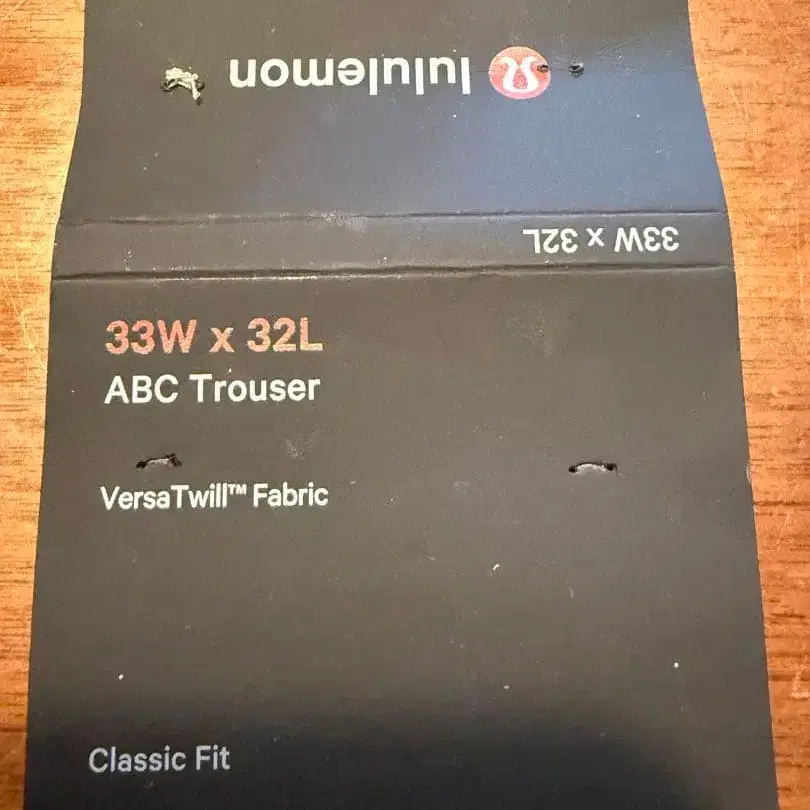 lululemon
33W x 32L
33W x 32L
ABC Trouser
VersaTwill™ Fabric
Classic Fit